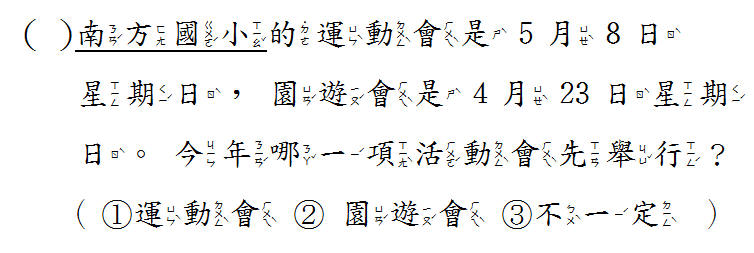 (　)南方國小的運動會是 5 月 8 日
星期日，園遊會是 4 月 23 日星期
日。今年哪一項活動會先舉行？
(①運動會 ② 園遊會 ③不一定 )